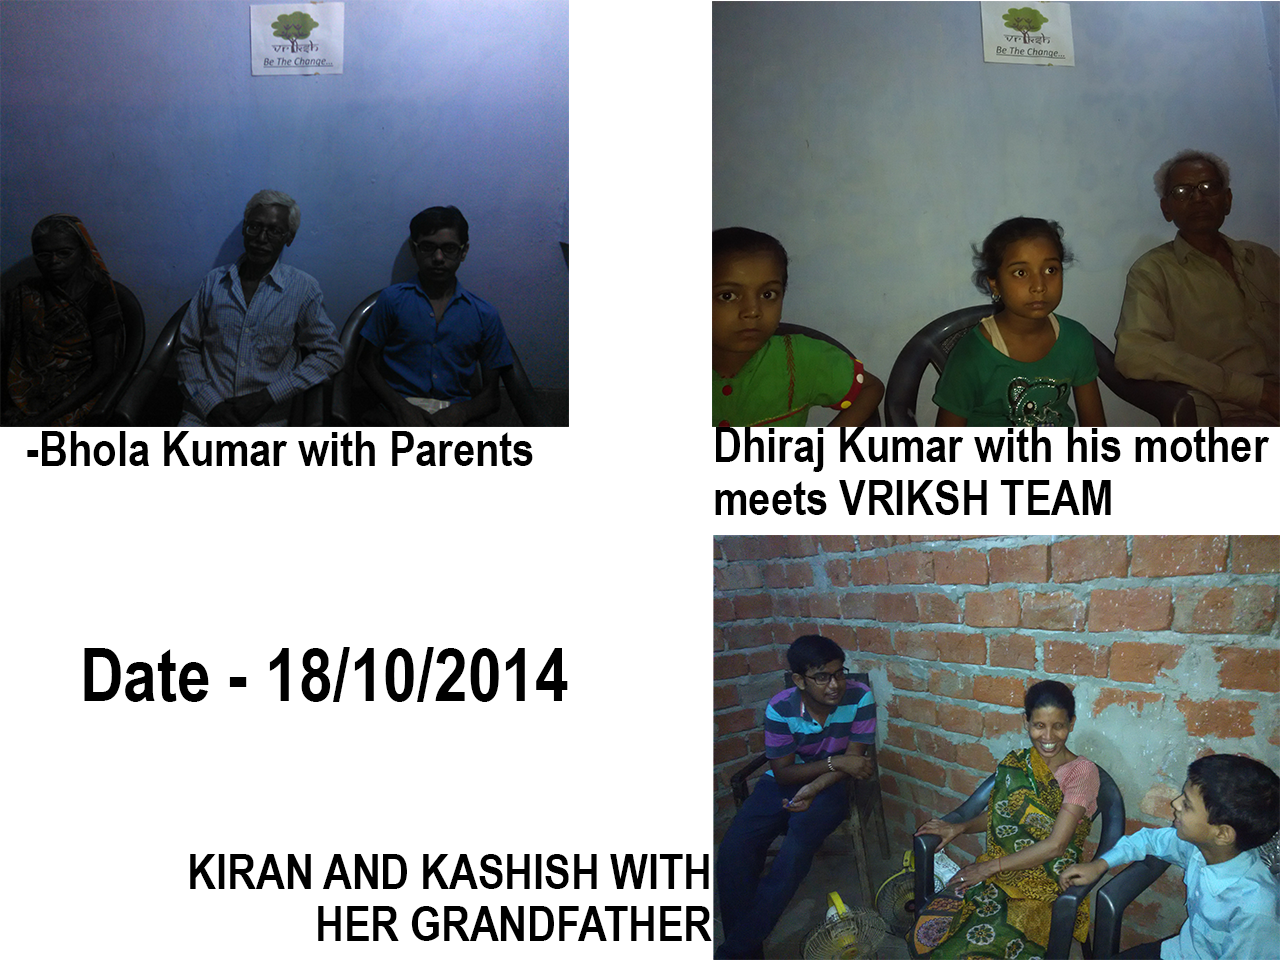 vriksh
Be The Change...
vriksh
Be The Change...
-Bhola Kumar with Parents
Dhiraj Kumar with his mother
meets VRIKSH TEAM
Date - 18/10/2014
KIRAN AND KASHISH WITH
HER GRANDFATHER